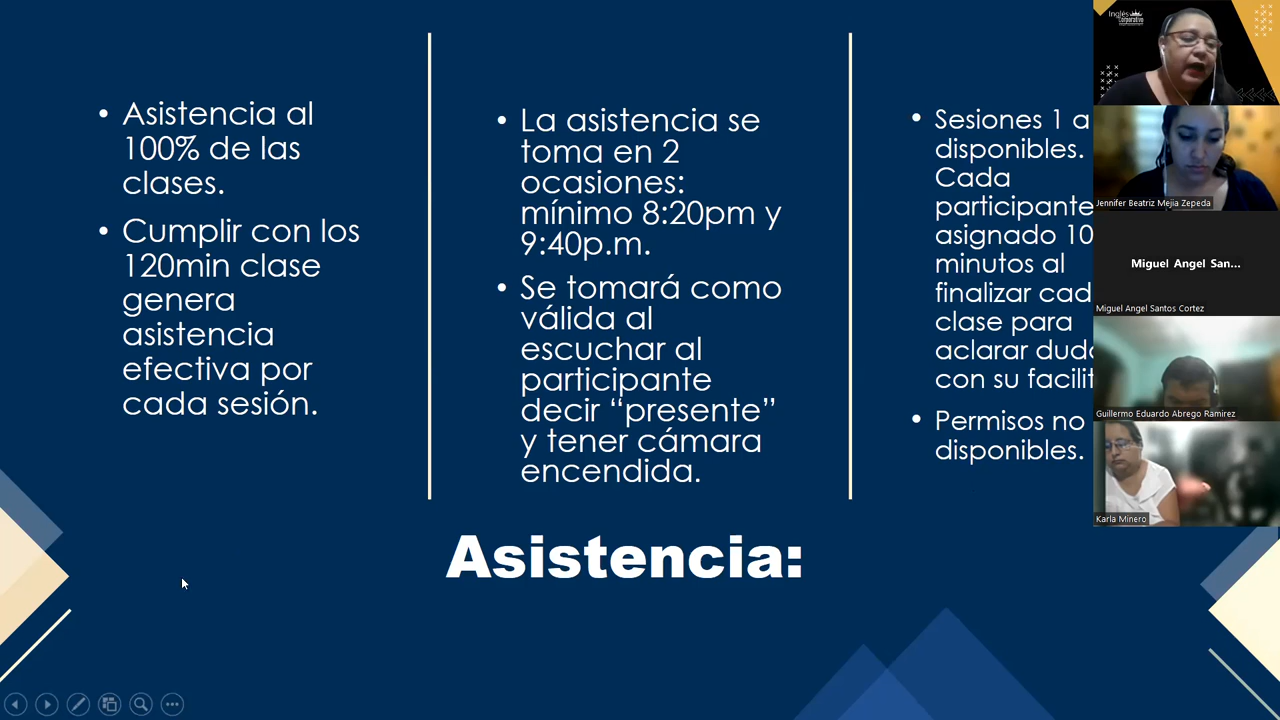 • Asistencia al
100% de las
clases.
• Cumplir con los
120min clase
genera
asistencia
efectiva por
cada sesión.
• La asistencia se
toma en 2
ocasiones:
mínimo 8:20pm y
9:40p.m.
• Se tomará como
válida al
escuchar al
participante
decir “presente”
y tener cámara
encendida.
• Sesiones 1 a
disponibles.
Cada
participante
asignado 10
minutos al
finalizar cad
clase para
aclarar dud
con su facilit
• Permisos no
disponibles.
Asistencia:
Inglés
Corporativo
Jennifer Beatriz Mejia Zepeda
Miguel Angel San...
Miguel Angel Santos Cortez
Guillermo Eduardo Abrego Ramirez
Karla Minero